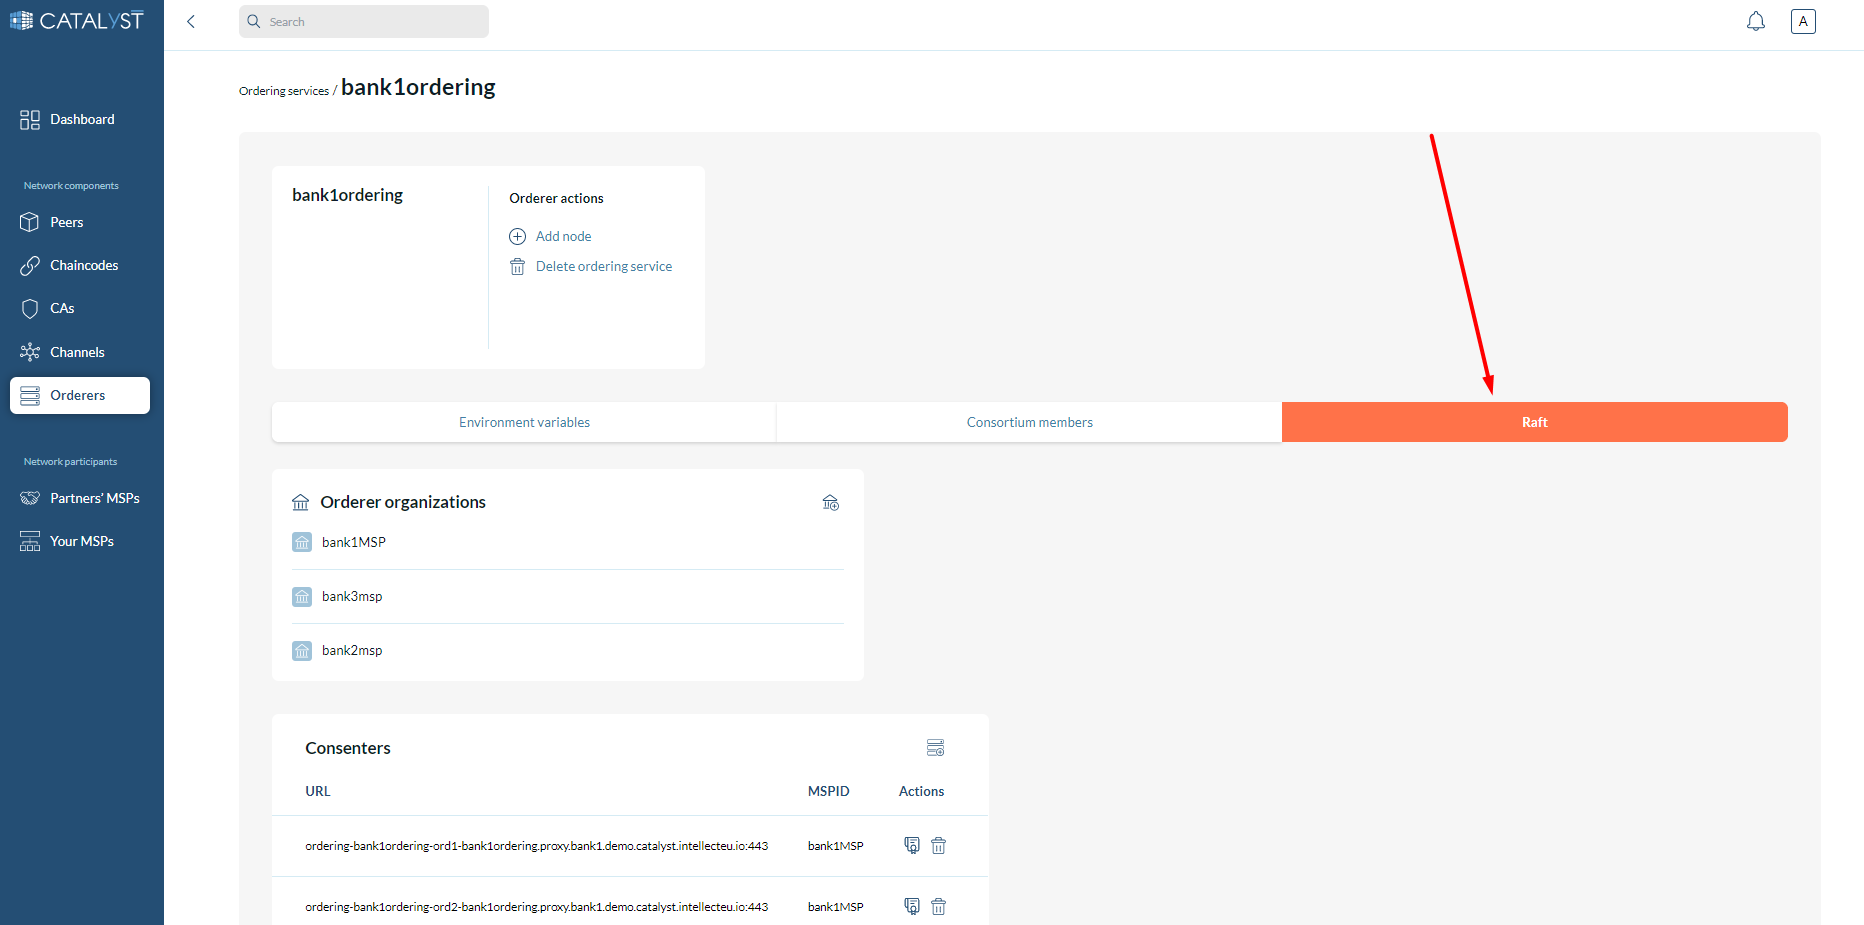 CATALYST
Search
A
Dashboard
Network components
Peers
Chaincodes
CAs
Channels
Orderers
Network participants
Partners’ MSPs
Your MSPs
Ordering services / bank1ordering
bank1ordering
Orderer actions
Add node
Delete ordering service
Environment variables
Consortium members
Raft
Orderer organizations
bank1MSP
bank3msp
bank2msp
Consenters
URL MSPID Actions
ordering-bank1ordering-ord1-bank1ordering.proxy.bank1.demo.catalyst.intellecteu.io:443 bank1MSP
ordering-bank1ordering-ord2-bank1ordering.proxy.bank1.demo.catalyst.intellecteu.io:443 bank1MSP